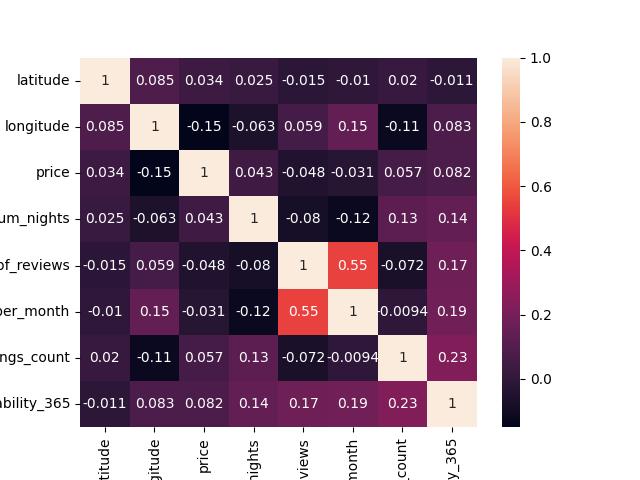 latitude 1 0.085 0.034 0.025 -0.015 -0.01 0.02 -0.011
longitude 0.085 1 -0.15 -0.063 0.059 0.15 -0.11 0.083
price 0.034 -0.15 1 0.043 -0.048 -0.031 0.057 0.082
um_nights 0.025 -0.063 0.043 1 -0.08 -0.12 0.13 0.14
of_reviews -0.015 0.059 -0.048 -0.08 1 0.55 -0.072 0.17
per_month -0.01 0.15 -0.031 -0.12 0.55 1 -0.0094 0.19
ngs_count 0.02 -0.11 0.057 0.13 -0.072 -0.0094 1 0.23
ability_365 -0.011 0.083 0.082 0.14 0.17 0.19 0.23 1
titude gitude price nights views month _count y_365
1.0
0.8
0.6
0.4
0.2
0.0